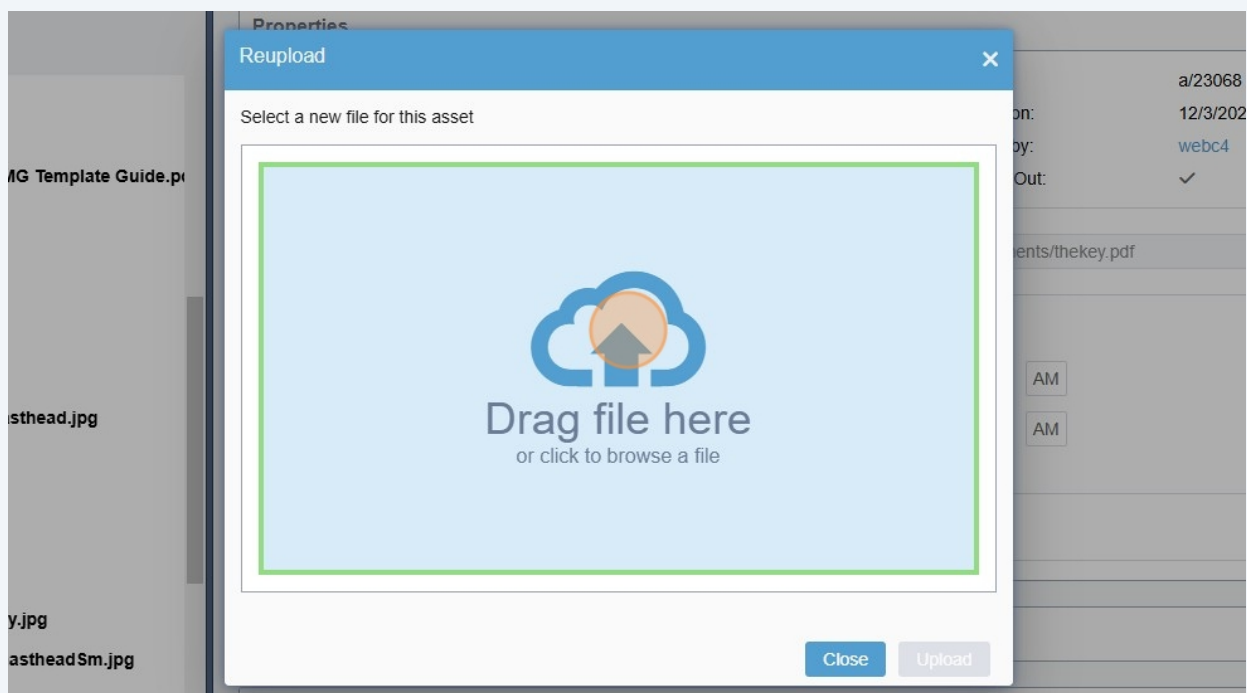 Properties
Reupload
Select a new file for this asset
a/23068
on:
12/3/202
by:
webc4
Out:
MG Template Guide.pd
ents/thekey.pdf
Drag file here
or click to browse a file
AM
AM
asthead.jpg
y.jpg
astheadSm.jpg
Close
Upload